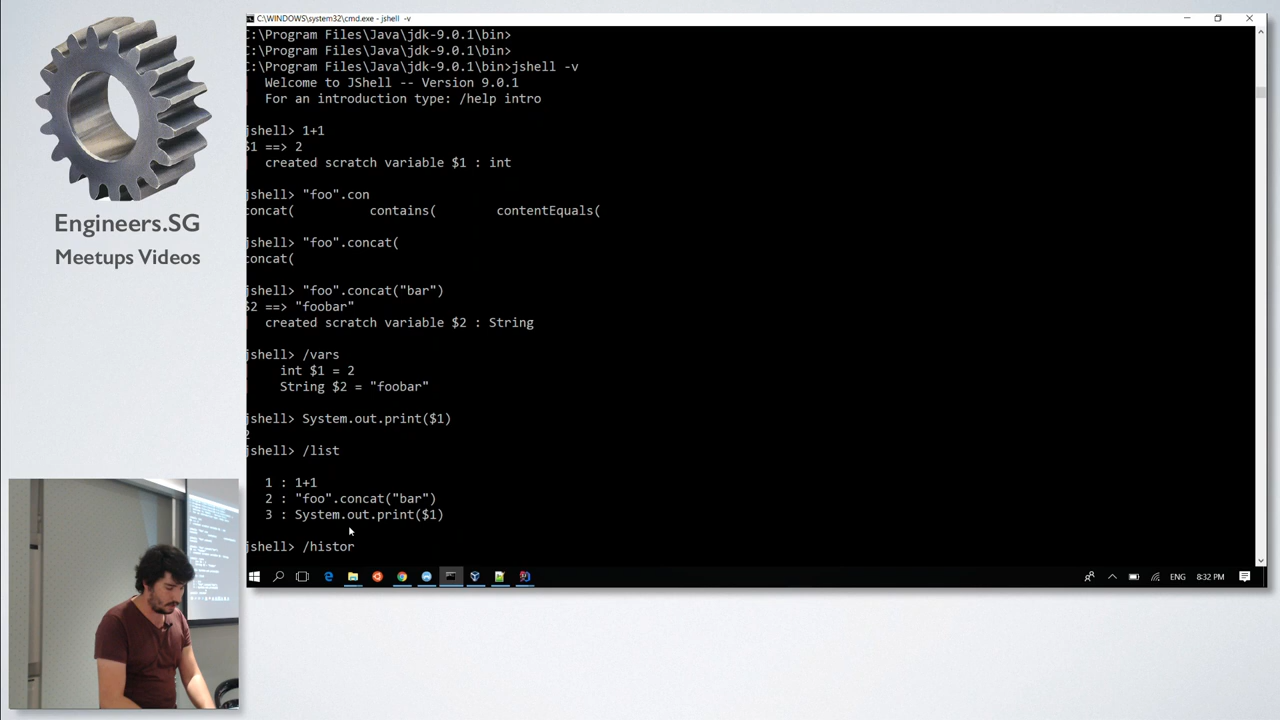 C:\WINDOWS\system32\cmd.exe - jshell -v
C:\Program Files\Java\jdk-9.0.1\bin>
C:\Program Files\Java\jdk-9.0.1\bin>
C:\Program Files\Java\jdk-9.0.1\bin>jshell -v
Welcome to JShell -- Version 9.0.1
For an introduction type: /help intro
jshell> 1+1
$1 ==> 2
created scratch variable $1 : int
jshell> "foo".con
concat( contains( contentEquals(
jshell> "foo".concat(
concat(
jshell> "foo".concat("bar")
$2 ==> "foobar"
created scratch variable $2 : String
jshell> /vars
int $1 = 2
String $2 = "foobar"
jshell> System.out.print($1)
2
jshell> /list
1 : 1+1
2 : "foo".concat("bar")
3 : System.out.print($1)
jshell> /histor
ENG 8:32 PM
Engineers.SG
Meetups Videos